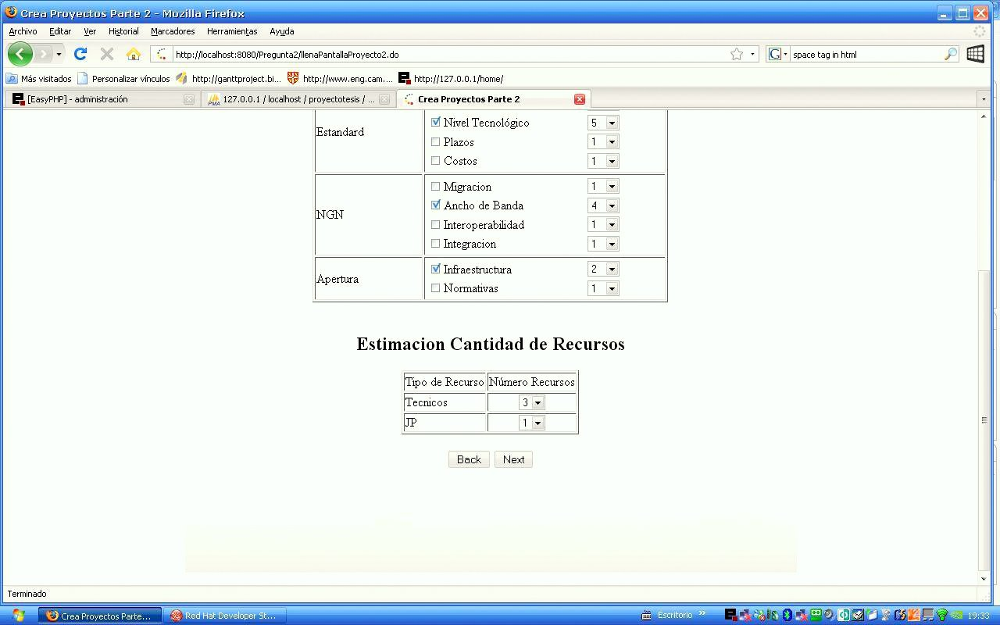 Crea Proyectos Parte 2 - Mozilla Firefox
Archivo Editar Ver Historial Marcadores Herramientas Ayuda
http://localhost:8080/Pregunta2/llenaPantallaProyecto2.do
G space tag in html
Más visitados Personalizar vínculos http://ganttproject.bi... http://www.eng.cam.... http://127.0.0.1/home/
[EasyPHP] - administración PMA 127.0.0.1 / localhost / proyectotesis / ... Crea Proyectos Parte 2
Estandard
Nivel Tecnológico 5
Plazos 1
Costos 1
NGN
Migracion 1
Ancho de Banda 4
Interoperabilidad 1
Integracion 1
Apertura
Infraestructura 2
Normativas 1
Estimacion Cantidad de Recursos
Tipo de Recurso Número Recursos
Tecnicos 3
JP 1
Back Next
Terminado
Crea Proyectos Parte... Red Hat Developer St... Escritorio » 19:33